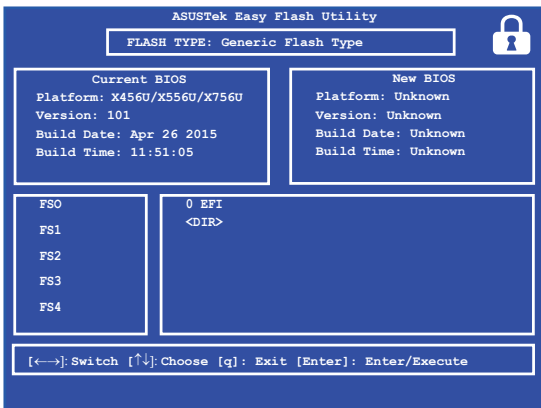 ASUSTek Easy Flash Utility
FLASH TYPE: Generic Flash Type
Current BIOS
Platform: X456U/X556U/X756U
Version: 101
Build Date: Apr 26 2015
Build Time: 11:51:05
New BIOS
Platform: Unknown
Version: Unknown
Build Date: Unknown
Build Time: Unknown
FSO
FS1
FS2
FS3
FS4
0 EFI
<DIR>
[←→]: Switch [↑↓]: Choose [q]: Exit [Enter]: Enter/Execute